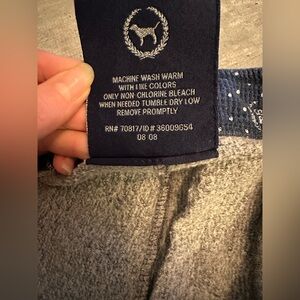 MACHINE WASH WARM
WITH LIKE COLORS
ONLY NON-CHLORINE BLEACH
WHEN NEEDED TUMBLE DRY LOW
REMOVE PROMPTLY
RN# 70817/ID# 36009654
08 08